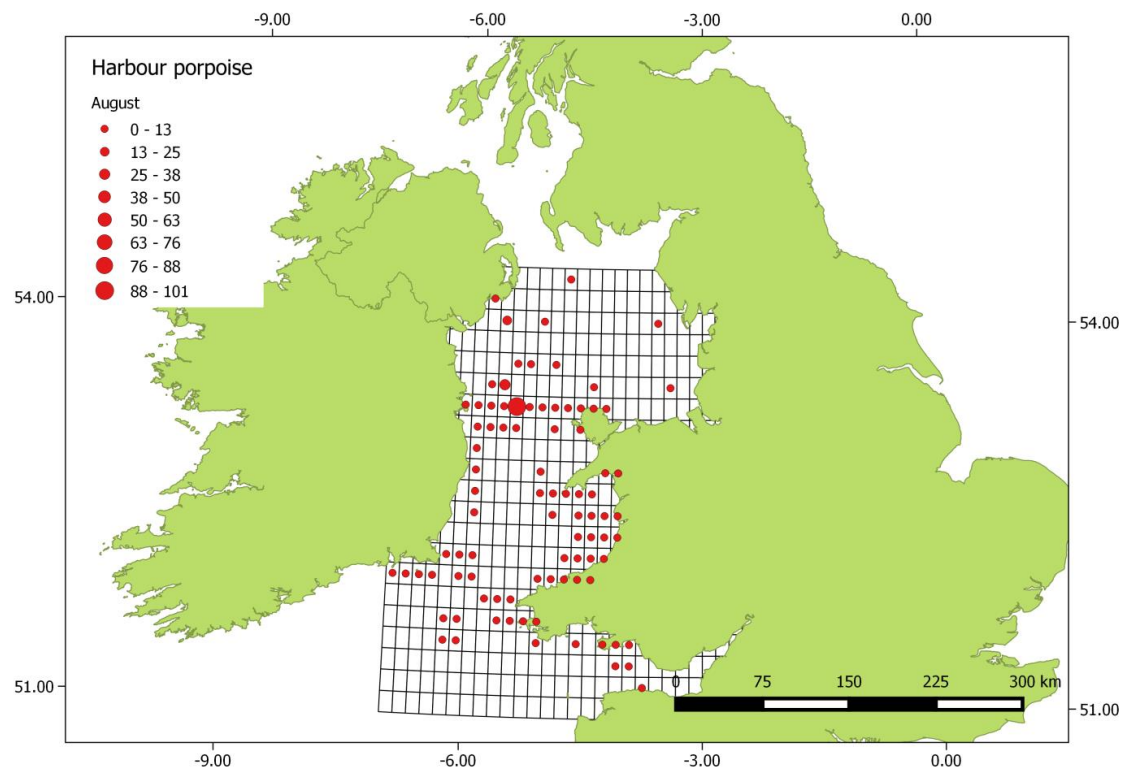 -9.00 -6.00 -3.00 0.00
Harbour porpoise
August
0 - 13
13 - 25
25 - 38
38 - 50
50 - 63
63 - 76
76 - 88
88 - 101
54.00
54.00
51.00
0 75 150 225 300 km
51.00
-9.00 -6.00 -3.00 0.00